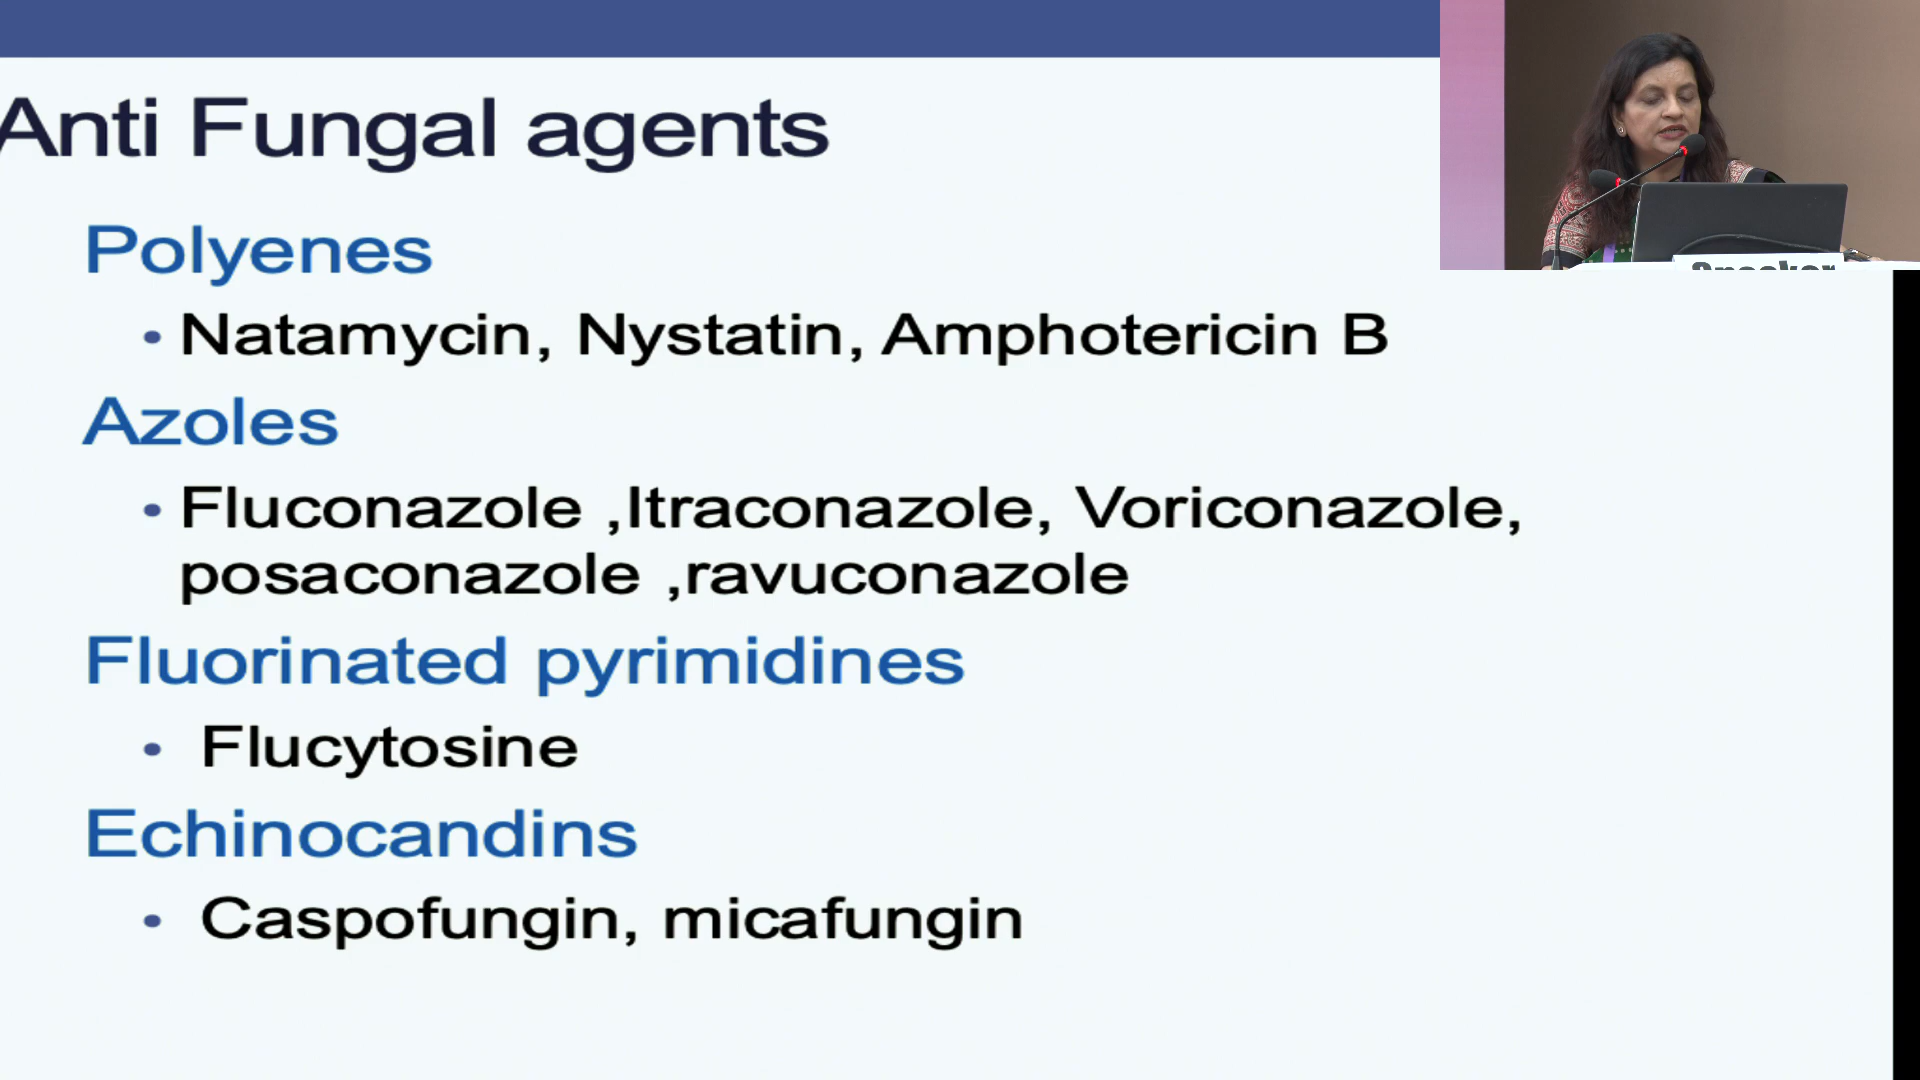 Anti Fungal agents
Polyenes
• Natamycin, Nystatin, Amphotericin B
Azoles
• Fluconazole ,Itraconazole, Voriconazole,
posaconazole ,ravuconazole
Fluorinated pyrimidines
• Flucytosine
Echinocandins
• Caspofungin, micafungin
Speaker